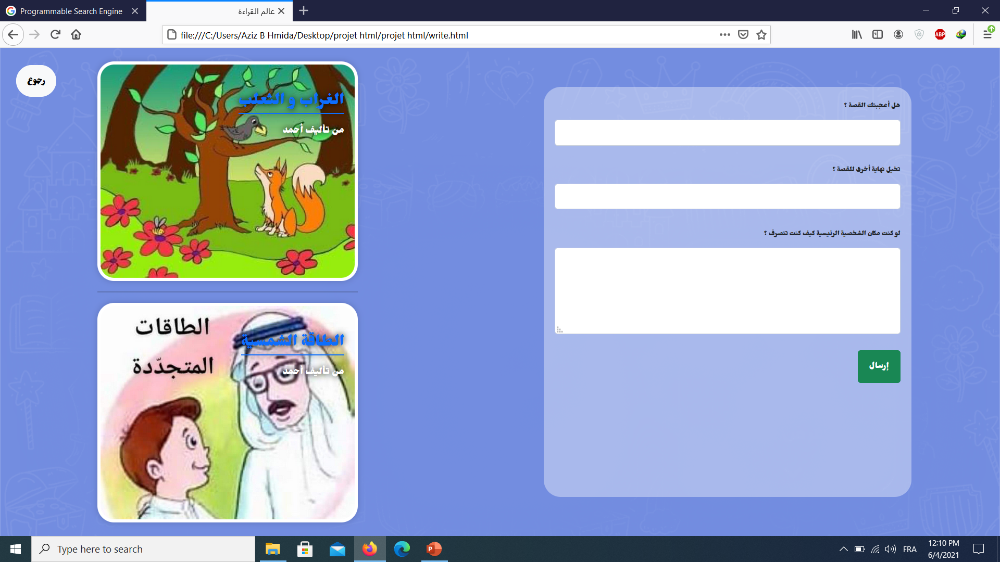 Programmable Search Engine
عالم القراءة
file:///C:/Users/Aziz B Hmida/Desktop/projet html/projet html/write.html
ABP
رجوع
الغراب و الثعلب
من تأليف أحمد
الطاقات
المتجدّدة
الطاقة الشمسية
من تأليف أحمد
هل أعجبتك القصة ؟
تخيل نهاية أخرى للقصة ؟
لو كنت مكان الشخصية الرئيسية كيف كنت تتصرف ؟
إرسال
Type here to search
P
FRA
12:10 PM
6/4/2021